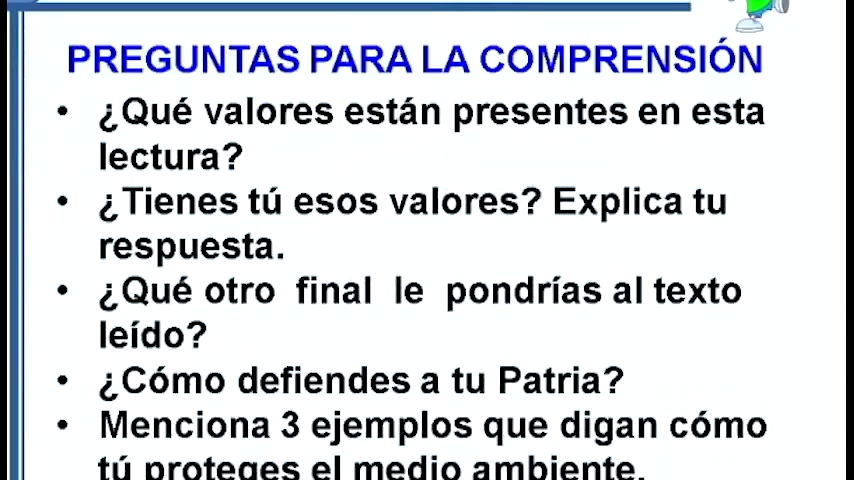 PREGUNTAS PARA LA COMPRENSIÓN
• ¿Qué valores están presentes en esta
lectura?
• ¿Tienes tú esos valores? Explica tu
respuesta.
• ¿Qué otro final le pondrías al texto
leído?
• ¿Cómo defiendes a tu Patria?
• Menciona 3 ejemplos que digan cómo
tú proteges el medio ambiente.